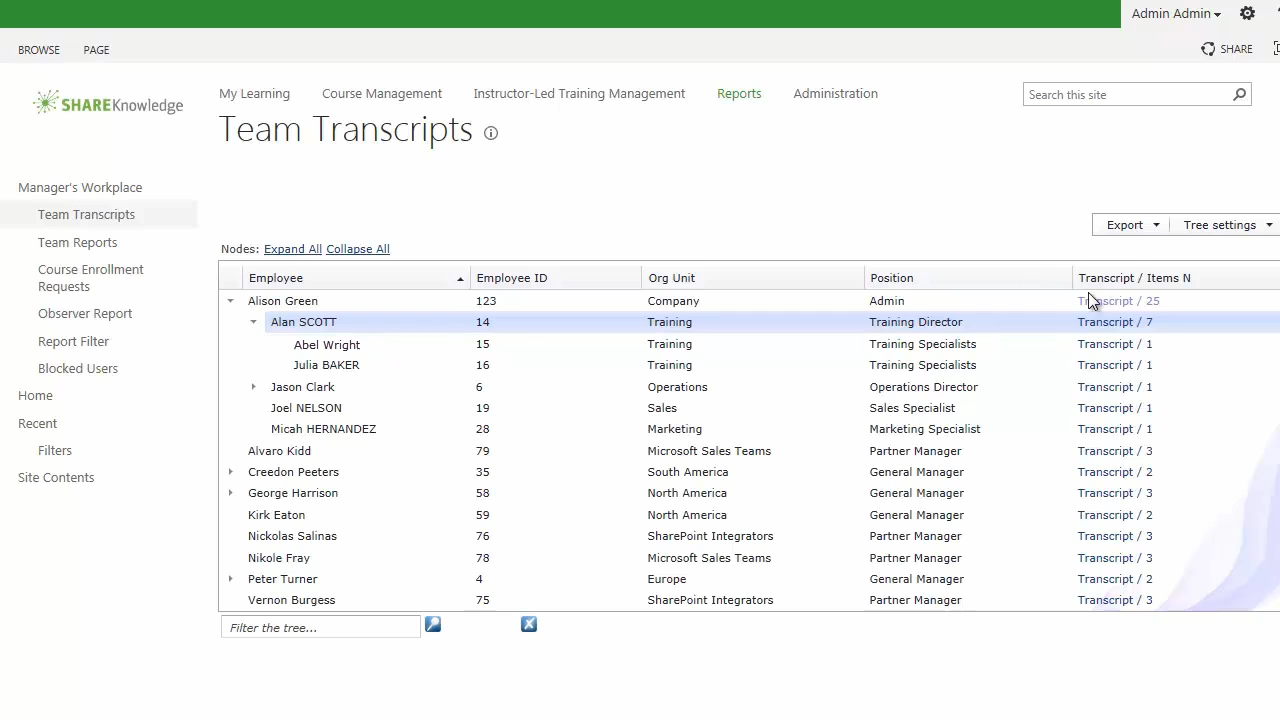 Admin Admin
BROWSE PAGE
SHARE
SHAREKnowledge
My Learning Course Management Instructor-Led Training Management Reports Administration
Search this site
Team Transcripts
Manager's Workplace
Team Transcripts
Team Reports
Course Enrollment
Requests
Observer Report
Report Filter
Blocked Users
Home
Recent
Filters
Site Contents
Export Tree settings
Nodes: Expand All Collapse All
Employee Employee ID Org Unit Position Transcript / Items N
Alison Green 123 Company Admin Transcript / 25
Alan SCOTT 14 Training Training Director Transcript / 7
Abel Wright 15 Training Training Specialists Transcript / 1
Julia BAKER 16 Training Training Specialists Transcript / 1
Jason Clark 6 Operations Operations Director Transcript / 1
Joel NELSON 19 Sales Sales Specialist Transcript / 1
Micah HERNANDEZ 28 Marketing Marketing Specialist Transcript / 1
Alvaro Kidd 79 Microsoft Sales Teams Partner Manager Transcript / 3
Creedon Peeters 35 South America General Manager Transcript / 2
George Harrison 58 North America General Manager Transcript / 3
Kirk Eaton 59 North America General Manager Transcript / 2
Nickolas Salinas 76 SharePoint Integrators Partner Manager Transcript / 3
Nikole Fray 78 Microsoft Sales Teams Partner Manager Transcript / 3
Peter Turner 4 Europe General Manager Transcript / 2
Vernon Burgess 75 SharePoint Integrators Partner Manager Transcript / 3
Filter the tree...